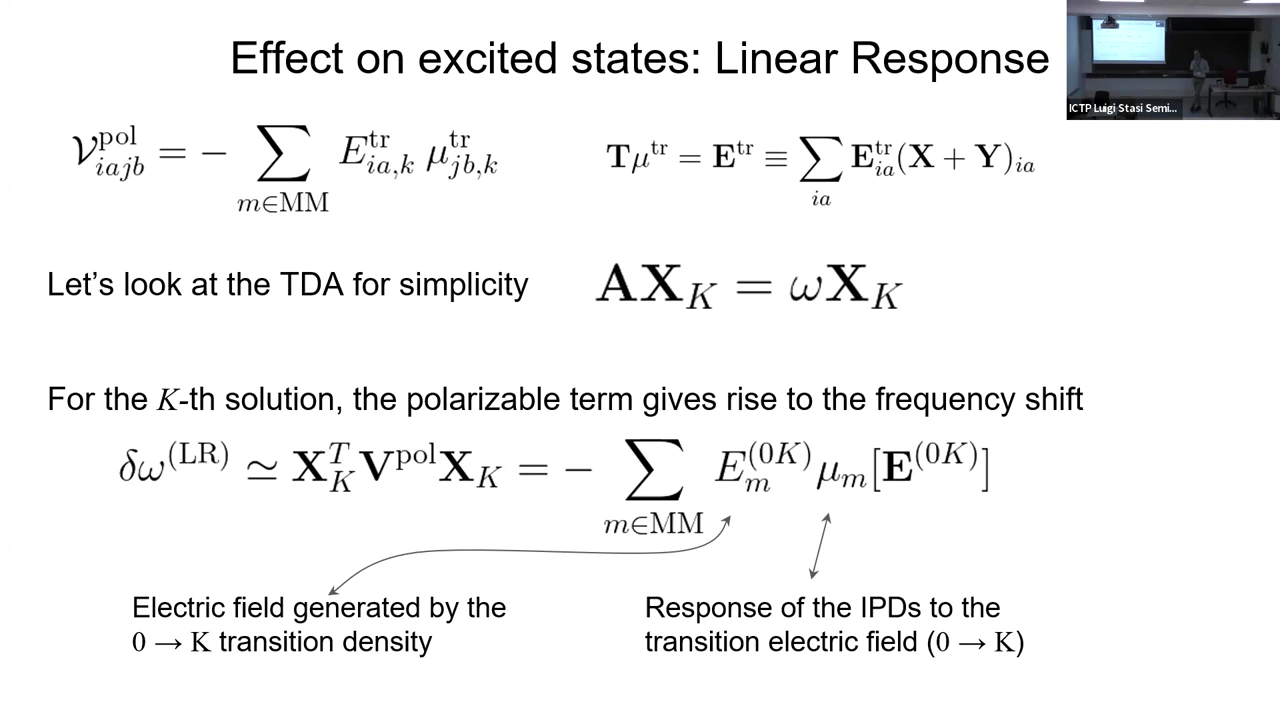 Effect on excited states: Linear Response
ICTP Luigi Stasi Semi...
𝒱^pol_iajb = − ∑_{m∈MM} E^tr_{ia,k} μ^tr_{jb,k}
Tμ^tr = E^tr ≡ ∑_{ia} E^tr_{ia}(X + Y)_{ia}
Let’s look at the TDA for simplicity
AX_K = ωX_K
For the K-th solution, the polarizable term gives rise to the frequency shift
δω^(LR) ≃ X_K^T V^pol X_K = − ∑_{m∈MM} E_m^(0K) μ_m[E^(0K)]
Electric field generated by the
0 → K transition density
Response of the IPDs to the
transition electric field (0 → K)